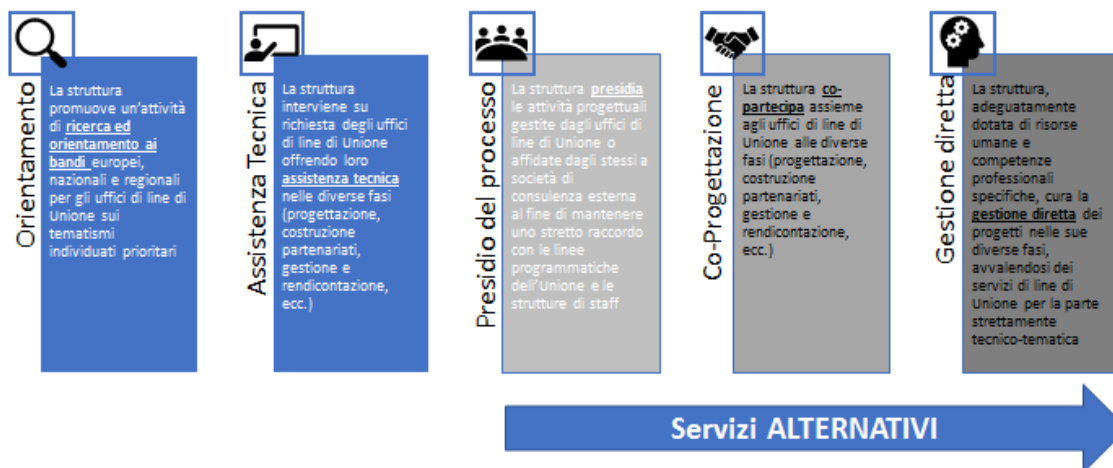 Orientamento
La struttura
promuove un'attività
di ricerca ed
orientamento ai
bandi europei,
nazionali e regionali
per gli uffici di line di
Unione sui
tematismi
individuati prioritari
Assistenza Tecnica
La struttura
interviene su
richiesta degli uffici
di line di Unione
offrendo loro
assistenza tecnica
nelle diverse fasi
(progettazione,
costruzione
partenariati,
gestione e
rendicontazione,
ecc.)
Presidio del processo
La struttura presidia
le attività progettuali
gestite dagli uffici di
line di Unione o
affidate dagli stessi a
società di
consulenza esterna
al fine di mantenere
uno stretto raccordo
con le linee
programmatiche
dell'Unione e le
strutture di staff
Co-Progettazione
La struttura co-
partecipa assieme
agli uffici di line di
Unione alle diverse
fasi (progettazione,
costruzione
partenariati,
gestione e
rendicontazione,
ecc.)
Gestione diretta
La struttura,
adeguatamente
dotata di risorse
umane e
competenze
professionali
specifiche, cura la
gestione diretta dei
progetti nelle sue
diverse fasi,
avvalendosi dei
servizi di line di
Unione per la parte
strettamente
tecnico-tematica
Servizi ALTERNATIVI